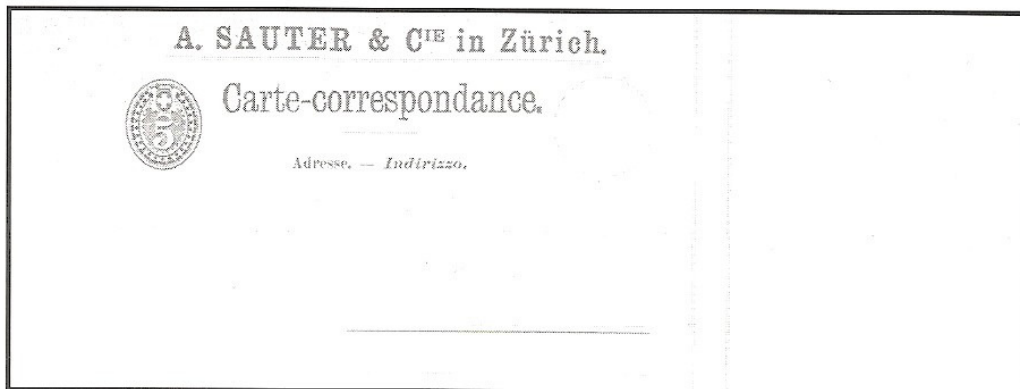 A. SAUTER & CIE in Zürich.
Carte-correspondance.
5
Adresse. — Indirizzo.